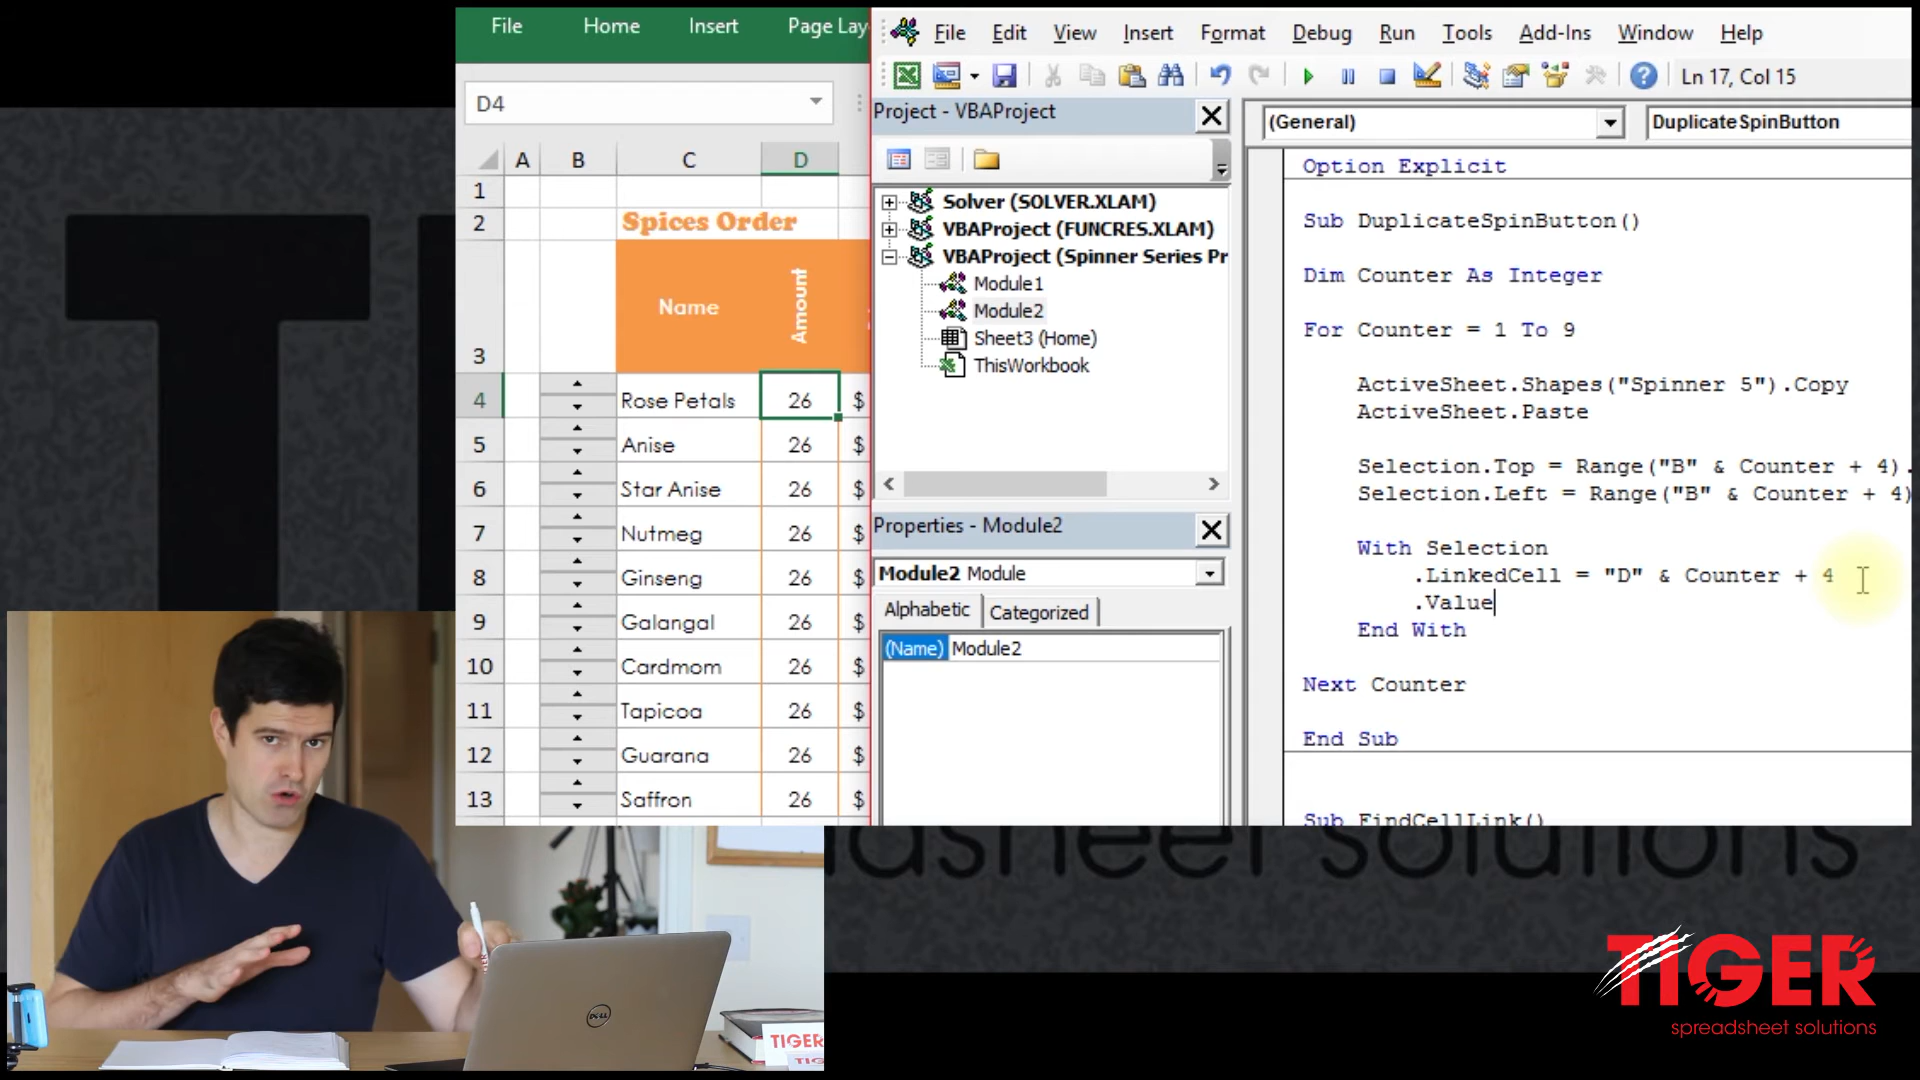 File Home Insert Page Lay
D4
A B C D
1
2 Spices Order
3 Name Amount
4 Rose Petals 26 $
5 Anise 26 $
6 Star Anise 26 $
7 Nutmeg 26 $
8 Ginseng 26 $
9 Galangal 26 $
10 Cardmom 26 $
11 Tapicoa 26 $
12 Guarana 26 $
13 Saffron 26 $
File Edit View Insert Format Debug Run Tools Add-Ins Window Help
Ln 17, Col 15
Project - VBAProject
Solver (SOLVER.XLAM)
VBAProject (FUNCRES.XLAM)
VBAProject (Spinner Series Pr
Module1
Module2
Sheet3 (Home)
ThisWorkbook
Properties - Module2
Module2 Module
Alphabetic Categorized
(Name) Module2
(General) DuplicateSpinButton
Option Explicit
Sub DuplicateSpinButton()
Dim Counter As Integer
For Counter = 1 To 9
ActiveSheet.Shapes("Spinner 5").Copy
ActiveSheet.Paste
Selection.Top = Range("B" & Counter + 4).
Selection.Left = Range("B" & Counter + 4)
With Selection
.LinkedCell = "D" & Counter + 4
.Value
End With
Next Counter
End Sub
Sub FindCellLink()
adsheet solutions
DELL
TIGER
TIG
TIGER
spreadsheet solutions